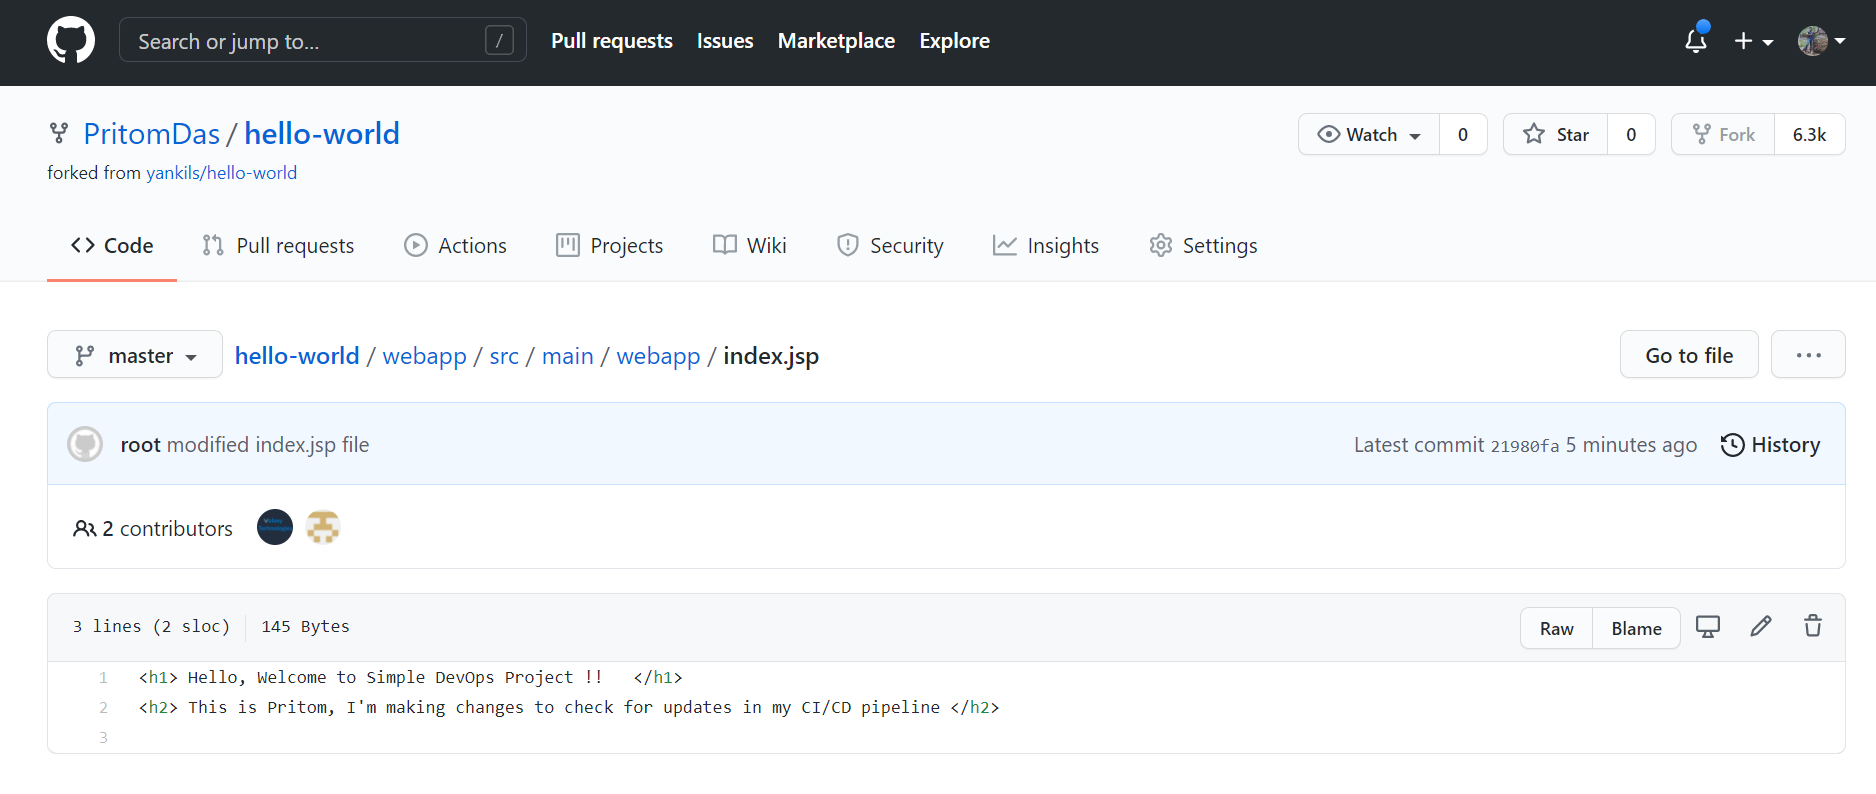 Search or jump to... /
Pull requests Issues Marketplace Explore
PritomDas / hello-world
Watch 0 Star 0 Fork 6.3k
forked from yankils/hello-world
Code Pull requests Actions Projects Wiki Security Insights Settings
master hello-world / webapp / src / main / webapp / index.jsp Go to file ...
root modified index.jsp file Latest commit 21980fa 5 minutes ago History
2 contributors
3 lines (2 sloc) 145 Bytes Raw Blame
1 <h1> Hello, Welcome to Simple DevOps Project !!   </h1>
2 <h2> This is Pritom, I'm making changes to check for updates in my CI/CD pipeline </h2>
3